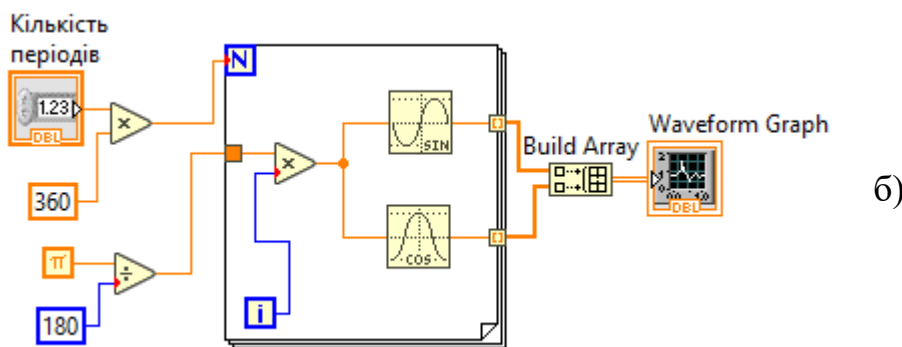 Кількість
періодів
1.23
DBL
×
360
π
÷
180
N
×
i
SIN
COS
Build Array
Waveform Graph
DBL
б)